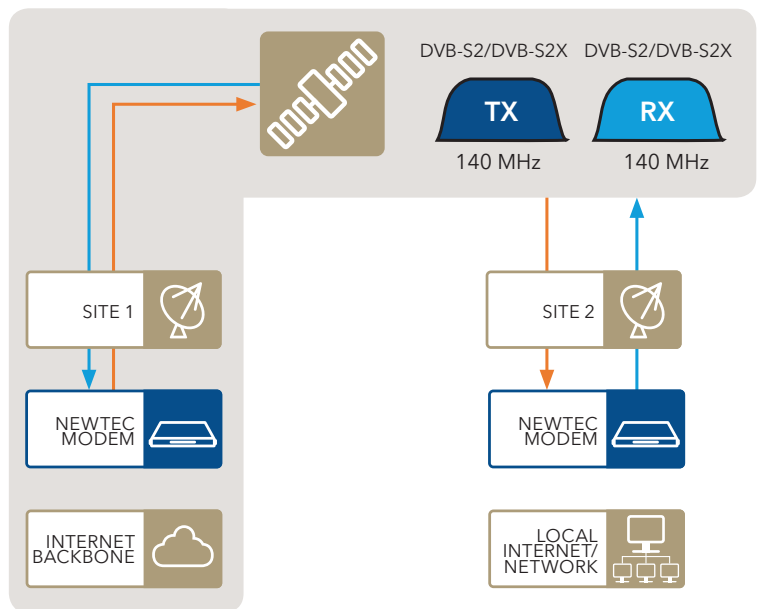 DVB-S2/DVB-S2X
DVB-S2/DVB-S2X
TX
RX
140 MHz
140 MHz
SITE 1
SITE 2
NEWTEC
MODEM
NEWTEC
MODEM
INTERNET
BACKBONE
LOCAL
INTERNET/
NETWORK